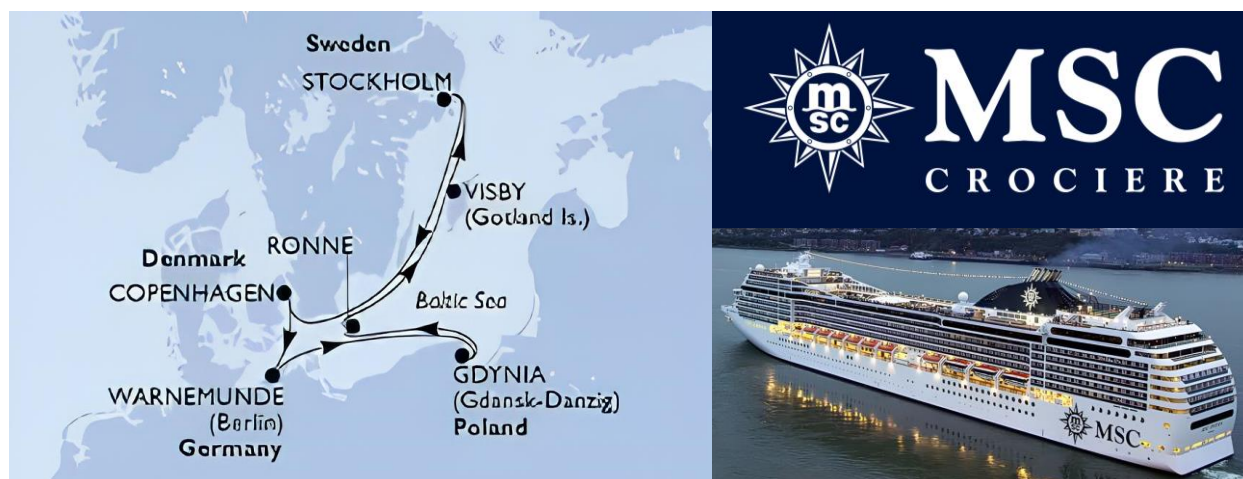 Sweden
STOCKHOLM
VISBY
(Gotland Is.)
RONNE
Denmark
COPENHAGEN
Baltic Sea
WARNEMUNDE
(Berlin)
Germany
GDYNIA
(Gdansk-Danzig)
Poland
m
SC
MSC
CROCIERE
MSC